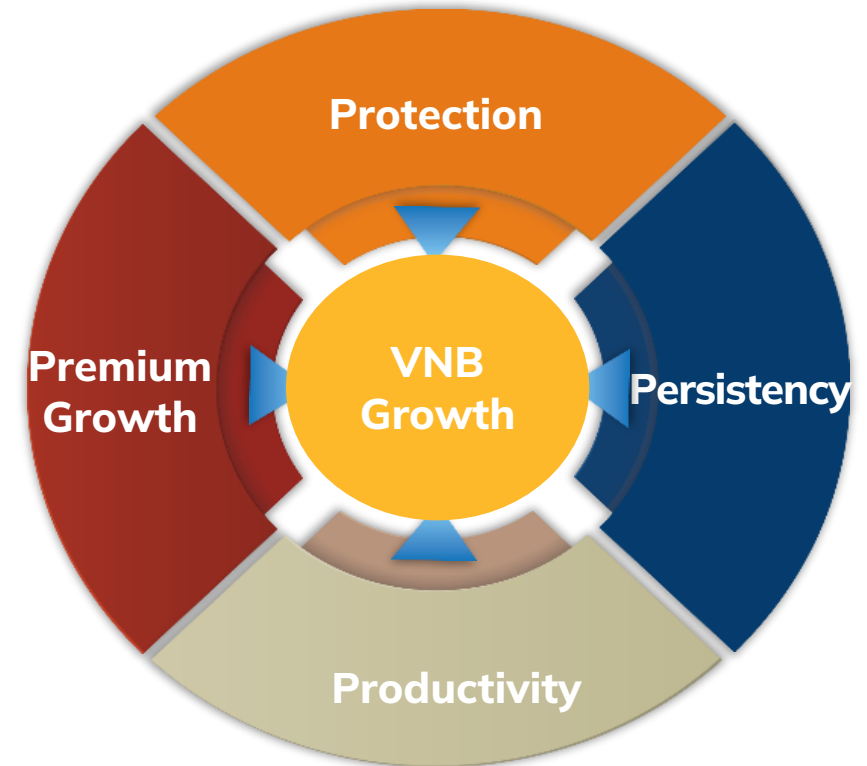 Protection
Premium
Growth
VNB
Growth
Persistency
Productivity